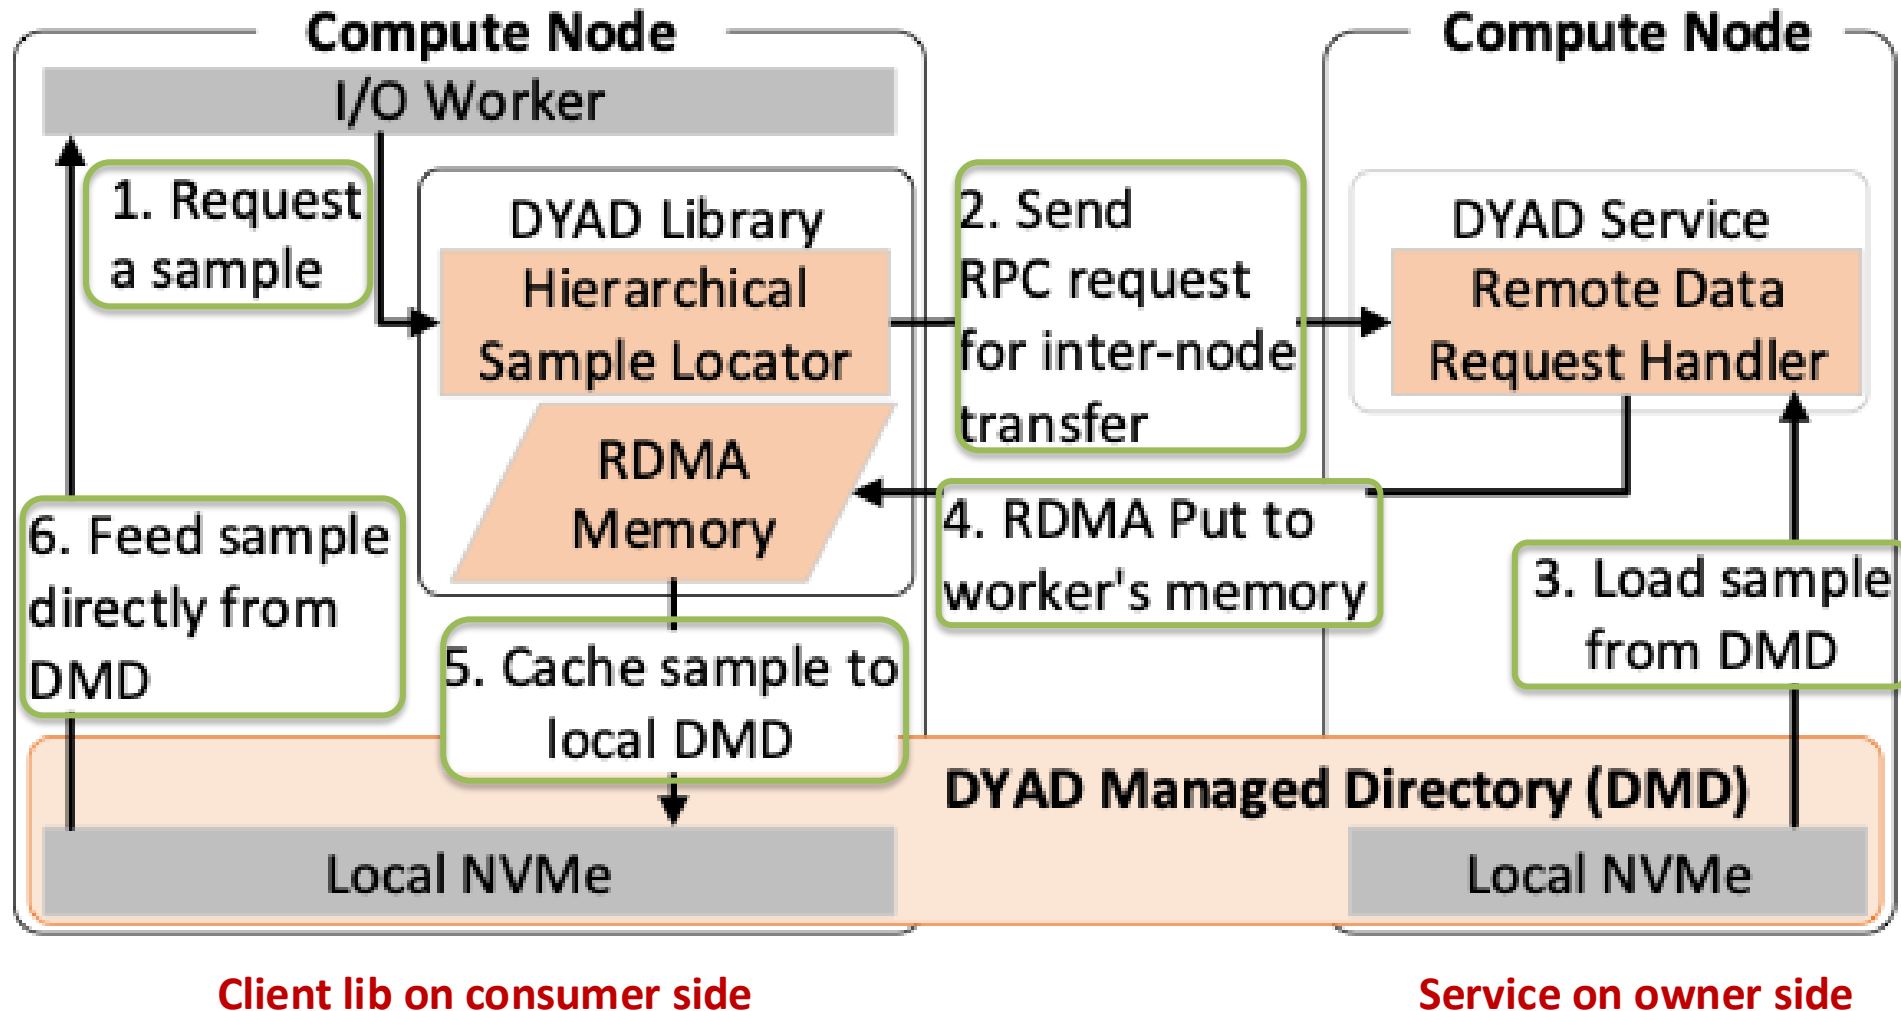 Compute Node
Compute Node
I/O Worker
1. Request
a sample
DYAD Library
Hierarchical
Sample Locator
RDMA
Memory
2. Send
RPC request
for inter-node
transfer
DYAD Service
Remote Data
Request Handler
4. RDMA Put to
worker's memory
3. Load sample
from DMD
6. Feed sample
directly from
DMD
5. Cache sample to
local DMD
DYAD Managed Directory (DMD)
Local NVMe
Local NVMe
Client lib on consumer side
Service on owner side